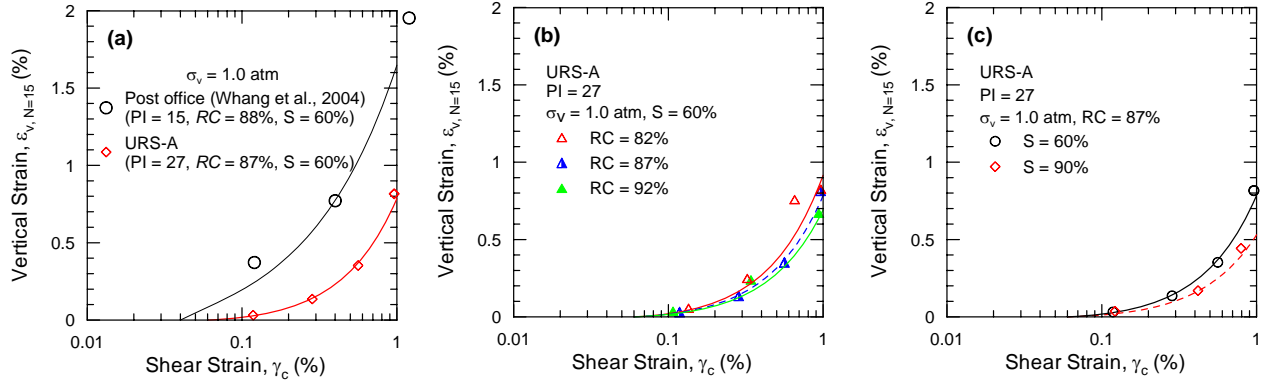 (a)
σv = 1.0 atm
Post office (Whang et al., 2004)
(PI = 15, RC = 88%, S = 60%)
URS-A
(PI = 27, RC = 87%, S = 60%)
2
1.5
1
0.5
0
0.01
0.1
1
Vertical Strain, εv, N=15 (%)
Shear Strain, γc (%)
(b)
URS-A
PI = 27
σv = 1.0 atm, S = 60%
RC = 82%
RC = 87%
RC = 92%
2
1.5
1
0.5
0
0.01
0.1
1
Vertical Strain, εv, N=15 (%)
Shear Strain, γc (%)
(c)
URS-A
PI = 27
σv = 1.0 atm, RC = 87%
S = 60%
S = 90%
2
1.5
1
0.5
0
0.01
0.1
1
Vertical Strain, εv, N=15 (%)
Shear Strain, γc (%)